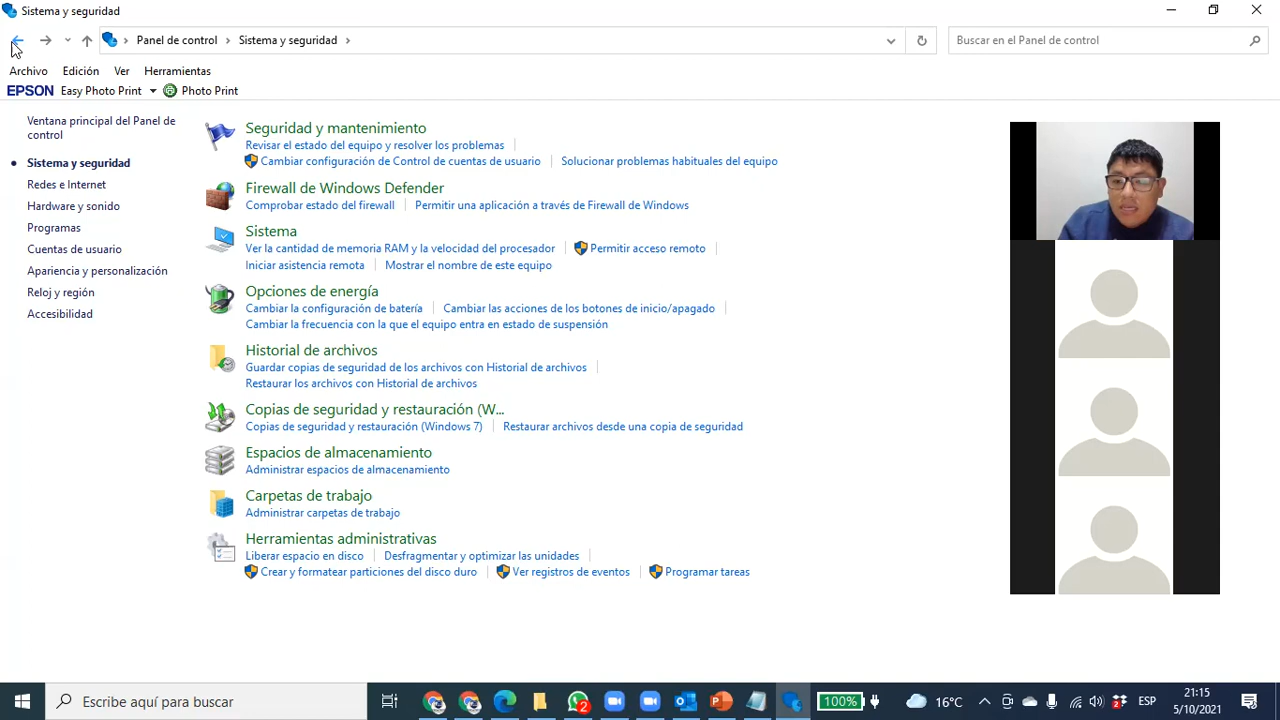 Sistema y seguridad
Panel de control > Sistema y seguridad >
Buscar en el Panel de control
Archivo Edición Ver Herramientas
EPSON Easy Photo Print Photo Print
Ventana principal del Panel de
control
Sistema y seguridad
Redes e Internet
Hardware y sonido
Programas
Cuentas de usuario
Apariencia y personalización
Reloj y región
Accesibilidad
Seguridad y mantenimiento
Revisar el estado del equipo y resolver los problemas
Cambiar configuración de Control de cuentas de usuario Solucionar problemas habituales del equipo
Firewall de Windows Defender
Comprobar estado del firewall Permitir una aplicación a través de Firewall de Windows
Sistema
Ver la cantidad de memoria RAM y la velocidad del procesador Permitir acceso remoto
Iniciar asistencia remota Mostrar el nombre de este equipo
Opciones de energía
Cambiar la configuración de batería Cambiar las acciones de los botones de inicio/apagado
Cambiar la frecuencia con la que el equipo entra en estado de suspensión
Historial de archivos
Guardar copias de seguridad de los archivos con Historial de archivos
Restaurar los archivos con Historial de archivos
Copias de seguridad y restauración (W...
Copias de seguridad y restauración (Windows 7) Restaurar archivos desde una copia de seguridad
Espacios de almacenamiento
Administrar espacios de almacenamiento
Carpetas de trabajo
Administrar carpetas de trabajo
Herramientas administrativas
Liberar espacio en disco Desfragmentar y optimizar las unidades
Crear y formatear particiones del disco duro Ver registros de eventos Programar tareas
Escribe aquí para buscar
2
100%
16°C
ESP
21:15
5/10/2021